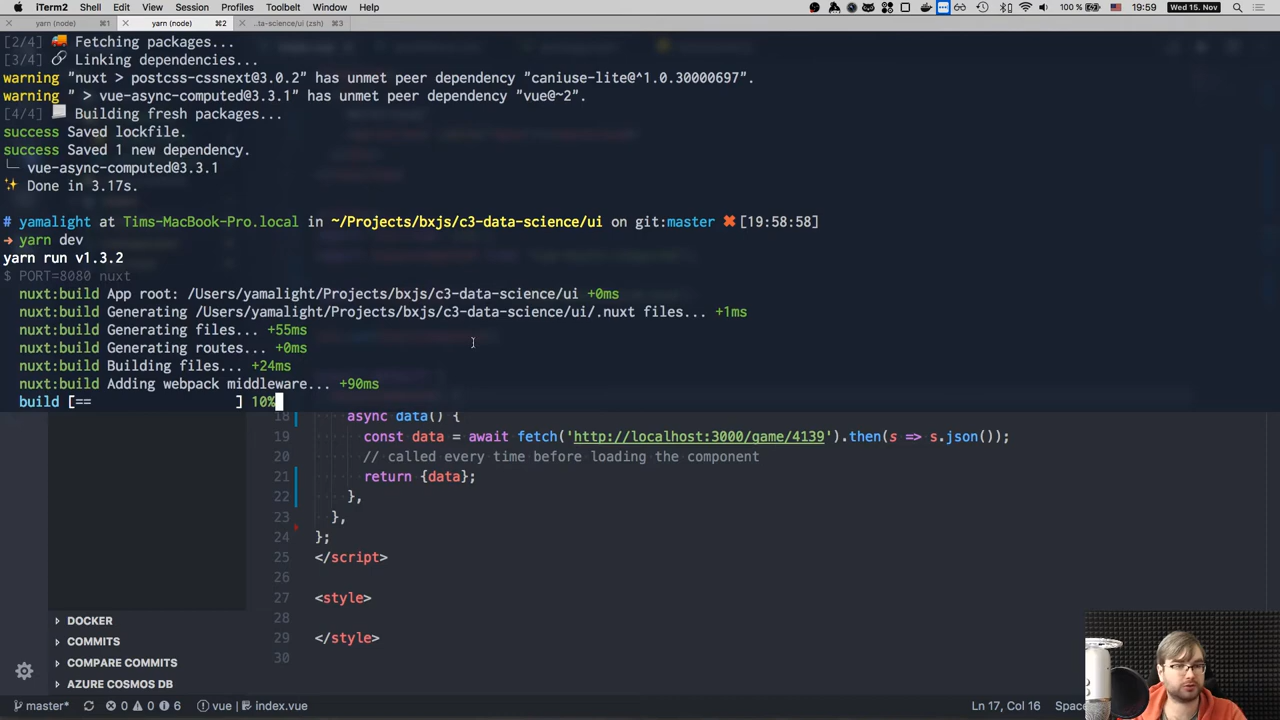 iTerm2 Shell Edit View Session Profiles Toolbelt Window Help 100 % 19:59 Wed 15. Nov
yarn (node) ⌘1 yarn (node) ⌘2 ..ta-science/ui (zsh) ⌘3
[2/4] 🚚 Fetching packages...
[3/4] 🔗 Linking dependencies...
warning "nuxt > postcss-cssnext@3.0.2" has unmet peer dependency "caniuse-lite@^1.0.30000697".
warning " > vue-async-computed@3.3.1" has unmet peer dependency "vue@~2".
[4/4] 📃 Building fresh packages...
success Saved lockfile.
success Saved 1 new dependency.
└─ vue-async-computed@3.3.1
✨ Done in 3.17s.
# yamalight at Tims-MacBook-Pro.local in ~/Projects/bxjs/c3-data-science/ui on git:master ✖ [19:58:58]
➜ yarn dev
yarn run v1.3.2
$ PORT=8080 nuxt
nuxt:build App root: /Users/yamalight/Projects/bxjs/c3-data-science/ui +0ms
nuxt:build Generating /Users/yamalight/Projects/bxjs/c3-data-science/ui/.nuxt files... +1ms
nuxt:build Generating files... +55ms
nuxt:build Generating routes... +0ms
nuxt:build Building files... +24ms
nuxt:build Adding webpack middleware... +90ms
build [== ] 10%
18 async data() {
19 const data = await fetch('http://localhost:3000/game/4139').then(s => s.json());
20 // called every time before loading the component
21 return {data};
22 },
23 },
24 };
25 </script>
26
27 <style>
28
29 </style>
30
DOCKER
COMMITS
COMPARE COMMITS
AZURE COSMOS DB
master* 0 0 6 vue index.vue Ln 17, Col 16